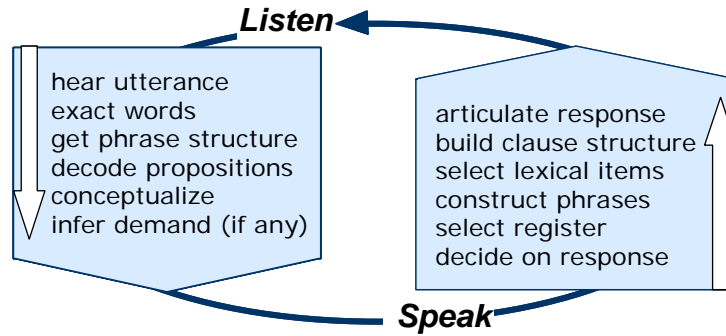 Listen
hear utterance
exact words
get phrase structure
decode propositions
conceptualize
infer demand (if any)
articulate response
build clause structure
select lexical items
construct phrases
select register
decide on response
Speak